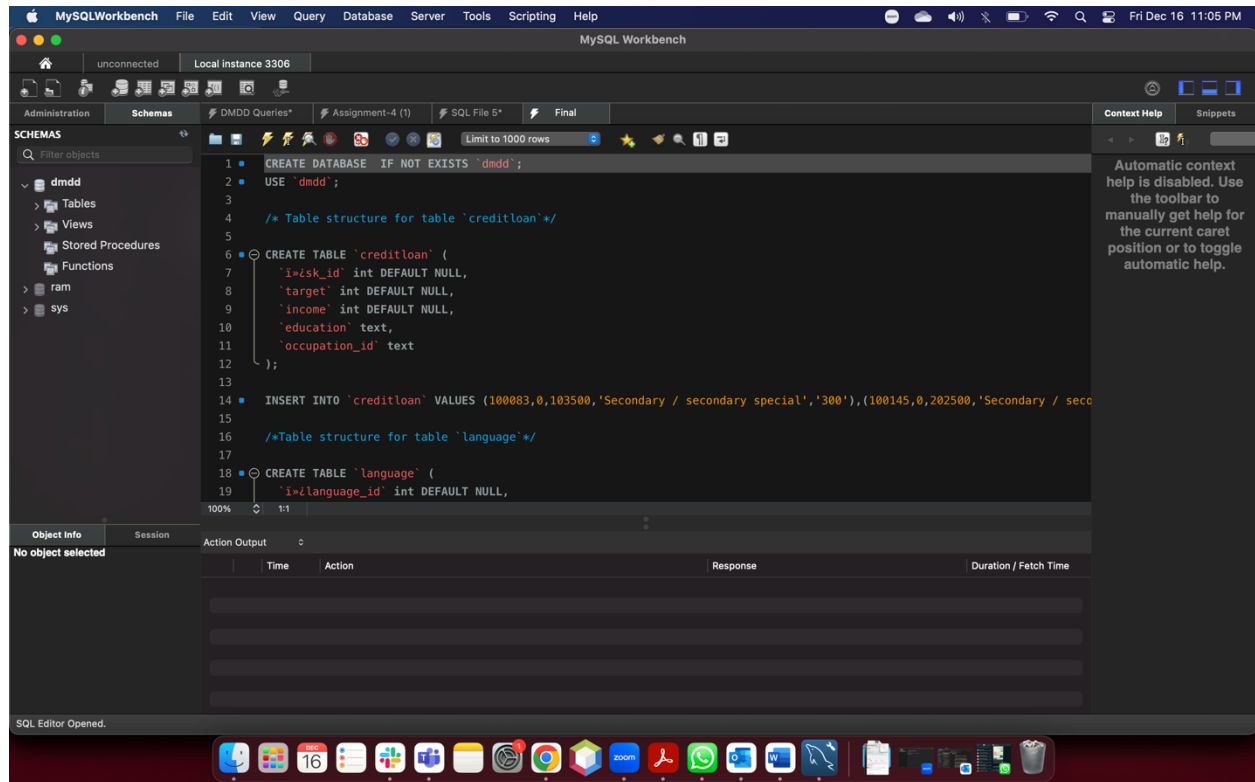 MySQLWorkbench File Edit View Query Database Server Tools Scripting Help Fri Dec 16 11:05 PM
MySQL Workbench
unconnected Local instance 3306
Administration Schemas DMDD Queries* Assignment-4 (1) SQL File 5* Final Context Help Snippets
SCHEMAS Limit to 1000 rows
Filter objects
dmdd
Tables
Views
Stored Procedures
Functions
ram
sys
1 CREATE DATABASE  IF NOT EXISTS `dmdd`;
2 USE `dmdd`;
3
4 /* Table structure for table `creditloan`*/
5
6 CREATE TABLE `creditloan` (
7 `ï»¿sk_id` int DEFAULT NULL,
8 `target` int DEFAULT NULL,
9 `income` int DEFAULT NULL,
10 `education` text,
11 `occupation_id` text
12 );
13
14 INSERT INTO `creditloan` VALUES (100083,0,103500,'Secondary / secondary special','300'),(100145,0,202500,'Secondary / seco
15
16 /*Table structure for table `language`*/
17
18 CREATE TABLE `language` (
19 `ï»¿language_id` int DEFAULT NULL,
100% 1:1
Automatic context
help is disabled. Use
the toolbar to
manually get help for
the current caret
position or to toggle
automatic help.
Object Info Session
No object selected
Action Output
Time Action Response Duration / Fetch Time
SQL Editor Opened.
DEC
16
1
zoom